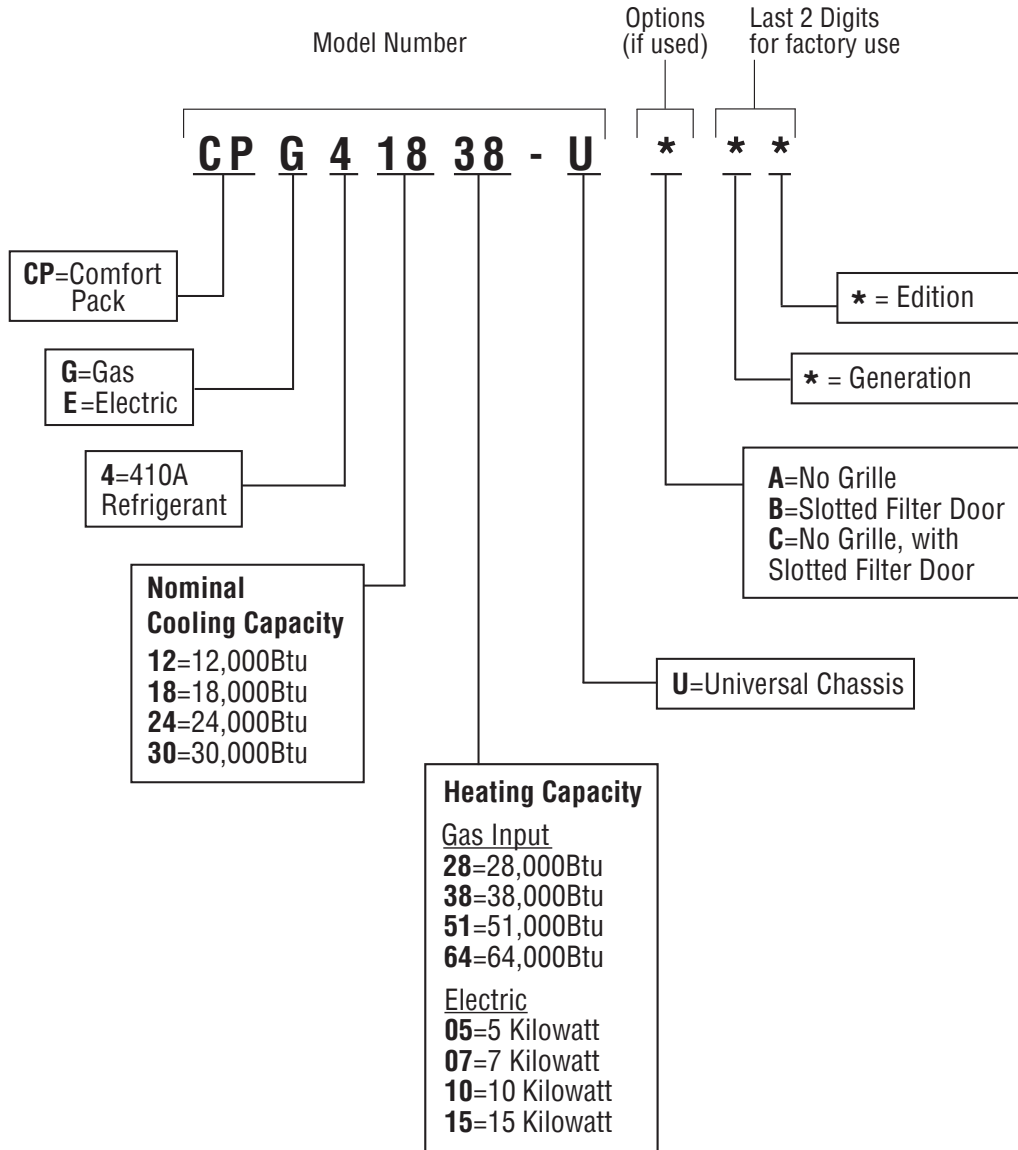 Model Number
Options
(if used)
Last 2 Digits
for factory use
CP G 4 18 38 - U * * *
CP=Comfort
Pack
G=Gas
E=Electric
4=410A
Refrigerant
Nominal
Cooling Capacity
12=12,000Btu
18=18,000Btu
24=24,000Btu
30=30,000Btu
Heating Capacity
Gas Input
28=28,000Btu
38=38,000Btu
51=51,000Btu
64=64,000Btu
Electric
05=5 Kilowatt
07=7 Kilowatt
10=10 Kilowatt
15=15 Kilowatt
U=Universal Chassis
A=No Grille
B=Slotted Filter Door
C=No Grille, with
Slotted Filter Door
* = Generation
* = Edition